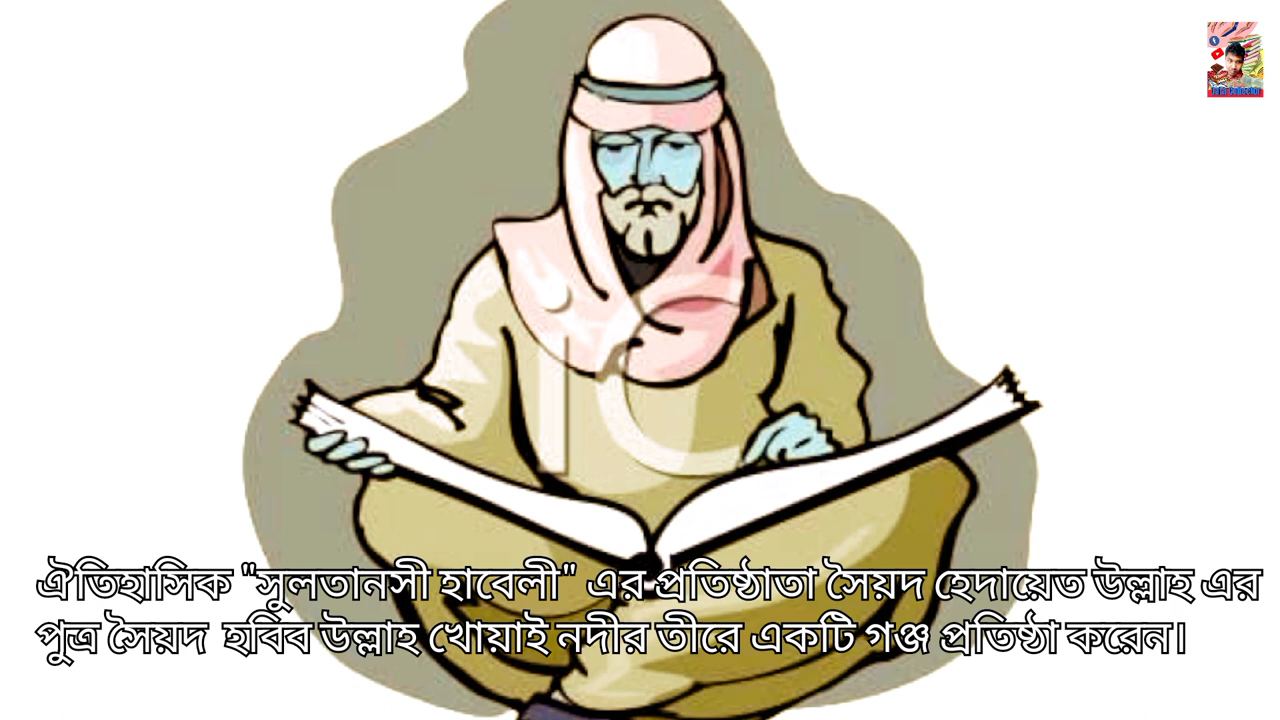 ঐতিহাসিক "সুলতানসী হাবেলী" এর প্রতিষ্ঠাতা সৈয়দ হেদায়েত উল্লাহ এর
পুত্র সৈয়দ হবিব উল্লাহ খোয়াই নদীর তীরে একটি গঞ্জ প্রতিষ্ঠা করেন।